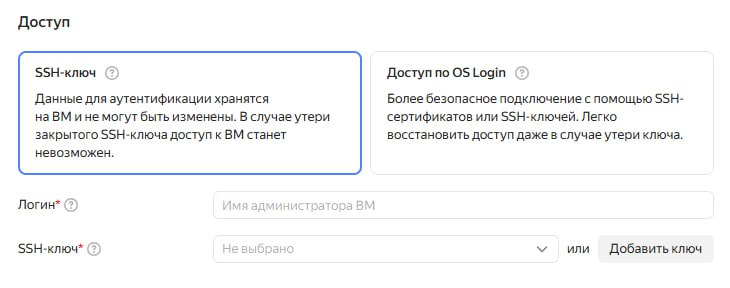 Доступ
SSH-ключ
Данные для аутентификации хранятся
на ВМ и не могут быть изменены. В случае утери
закрытого SSH-ключа доступ к ВМ станет
невозможен.
Доступ по OS Login
Более безопасное подключение с помощью SSH-
сертификатов или SSH-ключей. Легко
восстановить доступ даже в случае утери ключа.
Логин*
Имя администратора ВМ
SSH-ключ*
Не выбрано
или
Добавить ключ